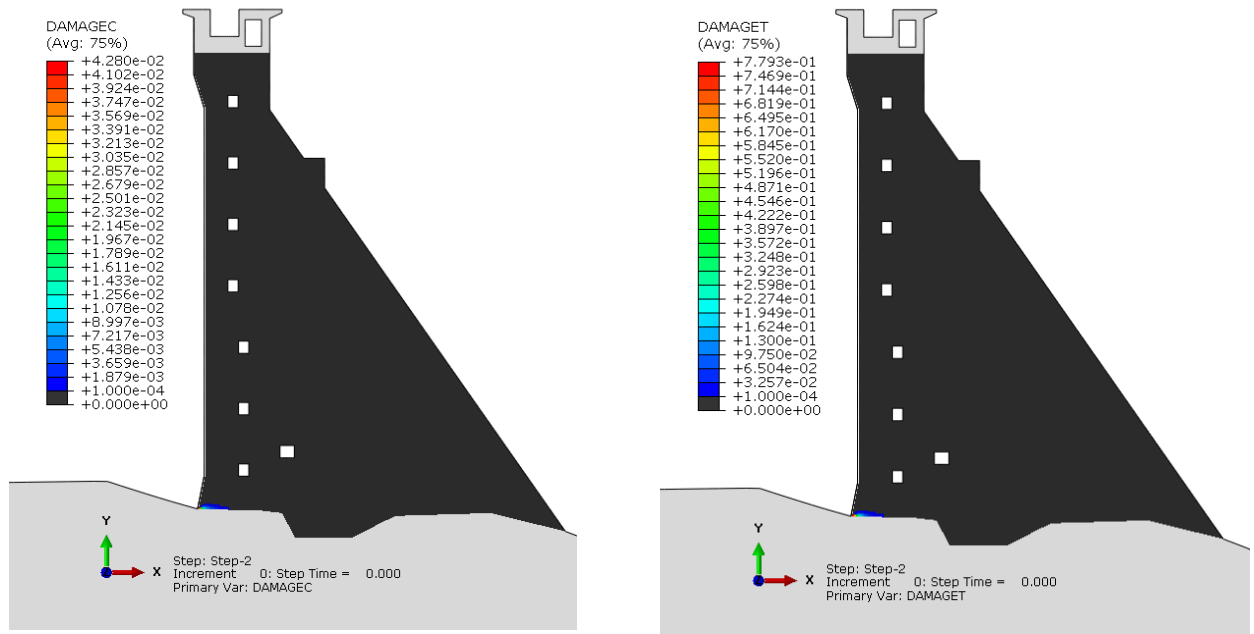 DAMAGEC
(Avg: 75%)
+4.280e-02
+4.102e-02
+3.924e-02
+3.747e-02
+3.569e-02
+3.391e-02
+3.213e-02
+3.035e-02
+2.857e-02
+2.679e-02
+2.501e-02
+2.323e-02
+2.145e-02
+1.967e-02
+1.789e-02
+1.611e-02
+1.433e-02
+1.256e-02
+1.078e-02
+8.997e-03
+7.217e-03
+5.438e-03
+3.659e-03
+1.879e-03
+1.000e-04
+0.000e+00
Y
X
Step: Step-2
Increment 0: Step Time = 0.000
Primary Var: DAMAGEC
DAMAGET
(Avg: 75%)
+7.793e-01
+7.469e-01
+7.144e-01
+6.819e-01
+6.495e-01
+6.170e-01
+5.845e-01
+5.520e-01
+5.196e-01
+4.871e-01
+4.546e-01
+4.222e-01
+3.897e-01
+3.572e-01
+3.248e-01
+2.923e-01
+2.598e-01
+2.274e-01
+1.949e-01
+1.624e-01
+1.300e-01
+9.750e-02
+6.504e-02
+3.257e-02
+1.000e-04
+0.000e+00
Y
X
Step: Step-2
Increment 0: Step Time = 0.000
Primary Var: DAMAGET